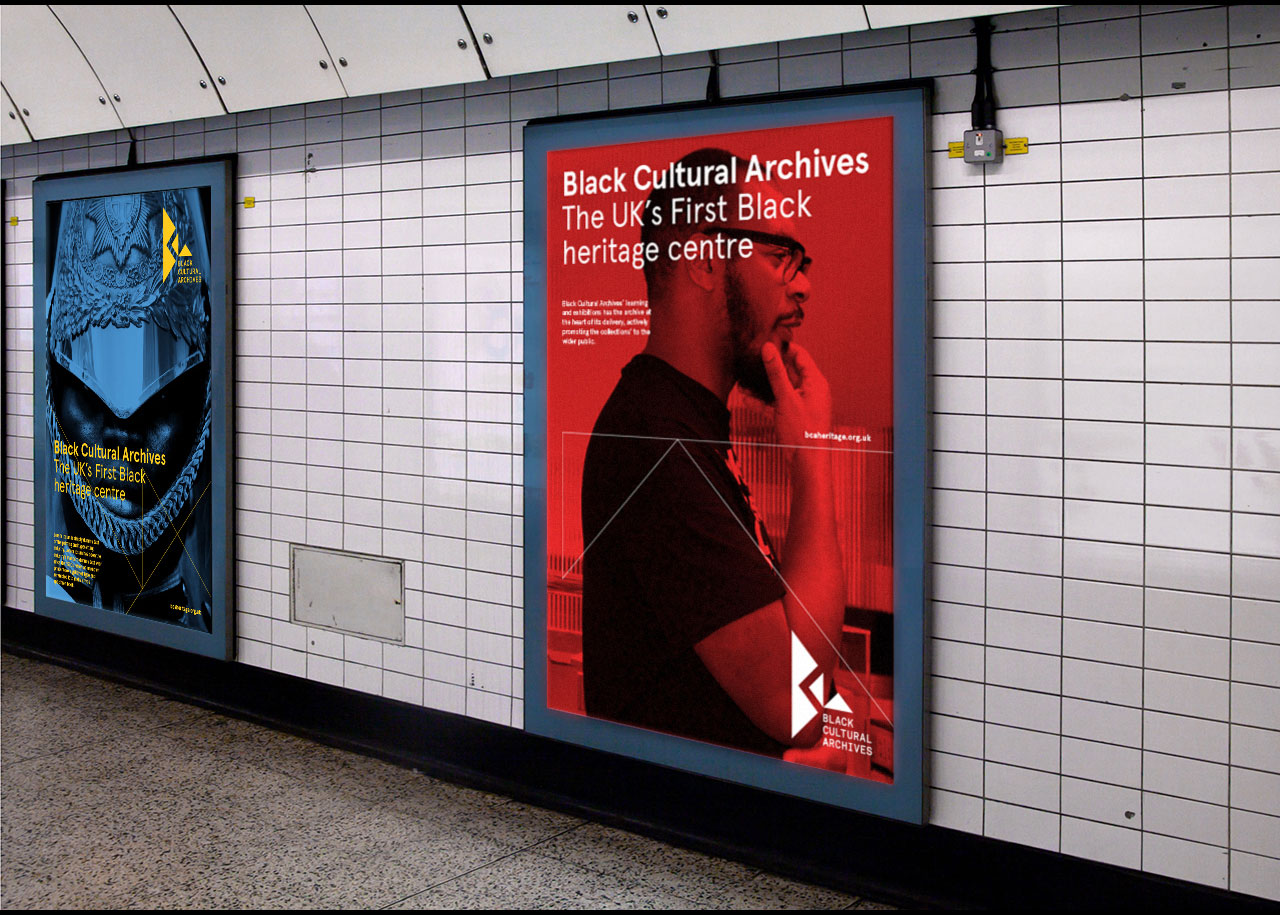 BLACK
CULTURAL
ARCHIVES
Black Cultural Archives
The UK's First Black
heritage centre
bcaheritage.org.uk
Black Cultural Archives
The UK's First Black
heritage centre
Black Cultural Archives' learning
and exhibitions has the archive at
the heart of its delivery, actively
promoting the collections' to the
wider public.
bcaheritage.org.uk
BLACK
CULTURAL
ARCHIVES